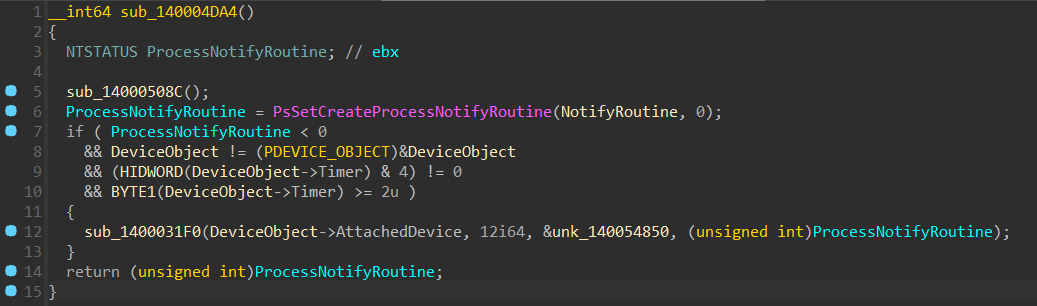 1 __int64 sub_140004DA4()
2 {
3 NTSTATUS ProcessNotifyRoutine; // ebx
4
5 sub_14000508C();
6 ProcessNotifyRoutine = PsSetCreateProcessNotifyRoutine(NotifyRoutine, 0);
7 if ( ProcessNotifyRoutine < 0
8 && DeviceObject != (PDEVICE_OBJECT)&DeviceObject
9 && (HIDWORD(DeviceObject->Timer) & 4) != 0
10 && BYTE1(DeviceObject->Timer) >= 2u )
11 {
12 sub_1400031F0(DeviceObject->AttachedDevice, 12i64, &unk_140054850, (unsigned int)ProcessNotifyRoutine);
13 }
14 return (unsigned int)ProcessNotifyRoutine;
15 }